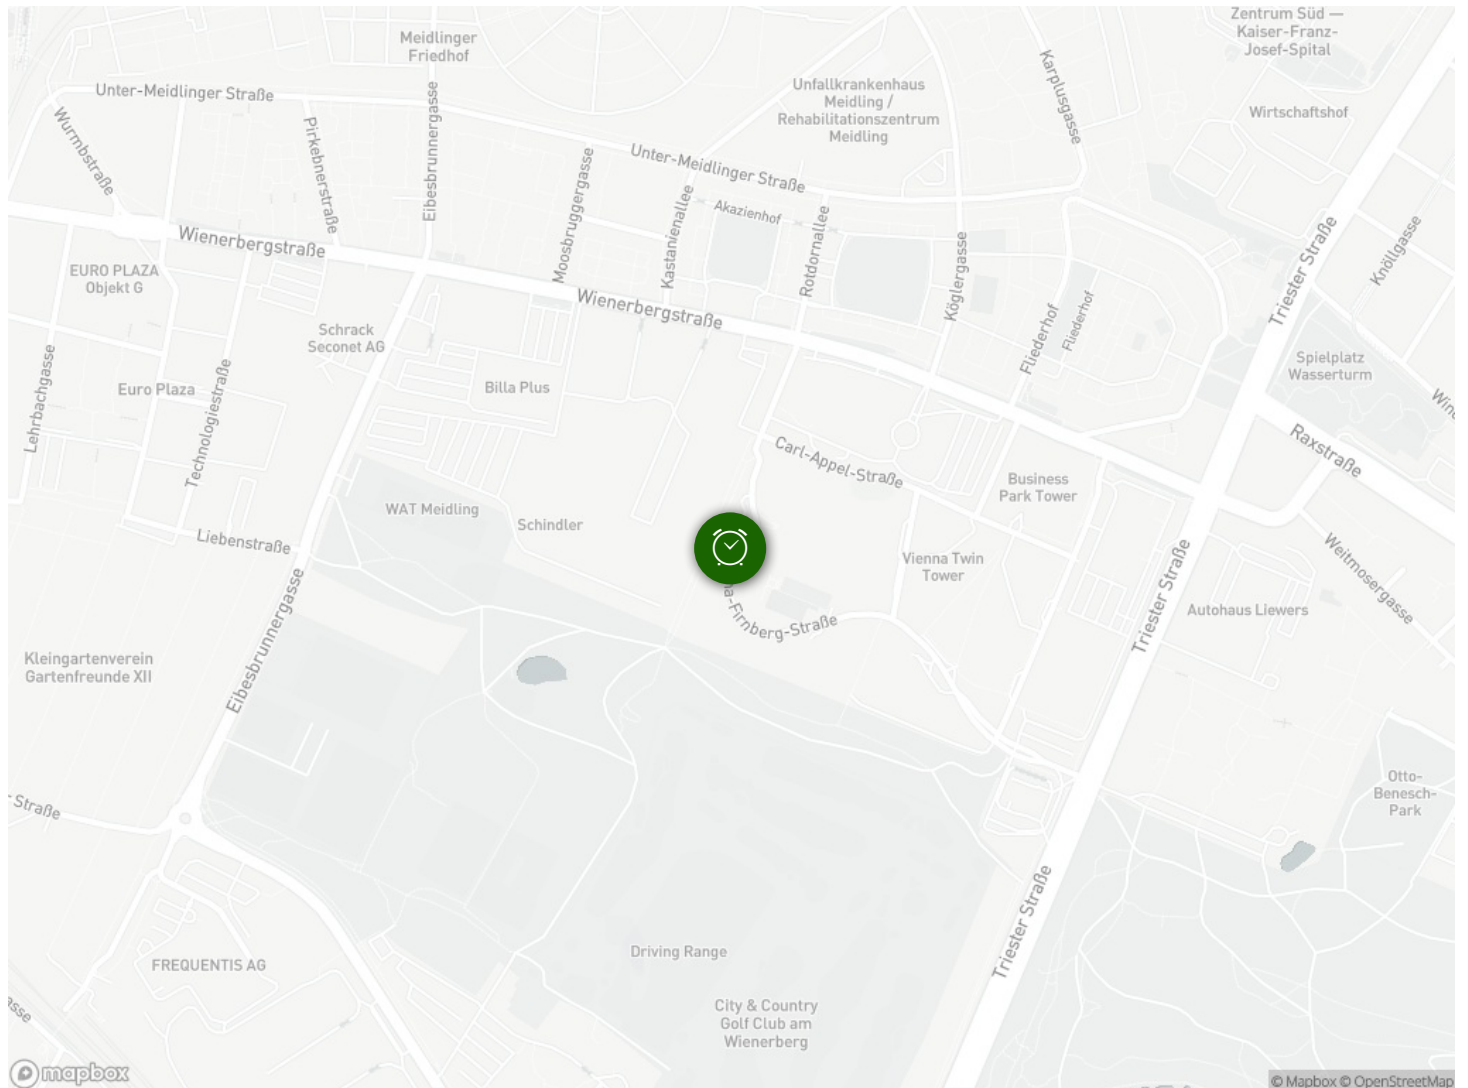 Zentrum Süd —
Kaiser-Franz-
Josef-Spital
Meidlinger
Friedhof
Karplusgasse
Unter-Meidlinger Straße
Eibesbrunnergasse
Unfallkrankenhaus
Meidling /
Rehabilitationszentrum
Meidling
Wirtschaftshof
Wurmbstraße
Pirkebnerstraße
Moosbruggergasse
Unter-Meidlinger Straße
Kastanienallee
Akazienhof
Rotdornallee
Köglergasse
Triester Straße
Knöllgasse
Wienerbergstraße
EURO PLAZA
Objekt G
Wienerbergstraße
Fliederhof
Fliederhof
Schrack
Seconet AG
Spielplatz
Wasserturm
Lehrbachgasse
Euro Plaza
Technologiestraße
Billa Plus
Raxstraße
Carl-Appel-Straße
Business
Park Tower
WAT Meidling
Schindler
Liebenstraße
Vienna Twin
Tower
Triester Straße
Weitmosergasse
Eibesbrunnergasse
na-Firnberg-Straße
Autohaus Liewers
Kleingartenverein
Gartenfreunde XII
Otto-
Benesch-
Park
Straße
Driving Range
Triester Straße
FREQUENTIS AG
City & Country
Golf Club am
Wienerberg
asse
mapbox
© Mapbox © OpenStreetMap